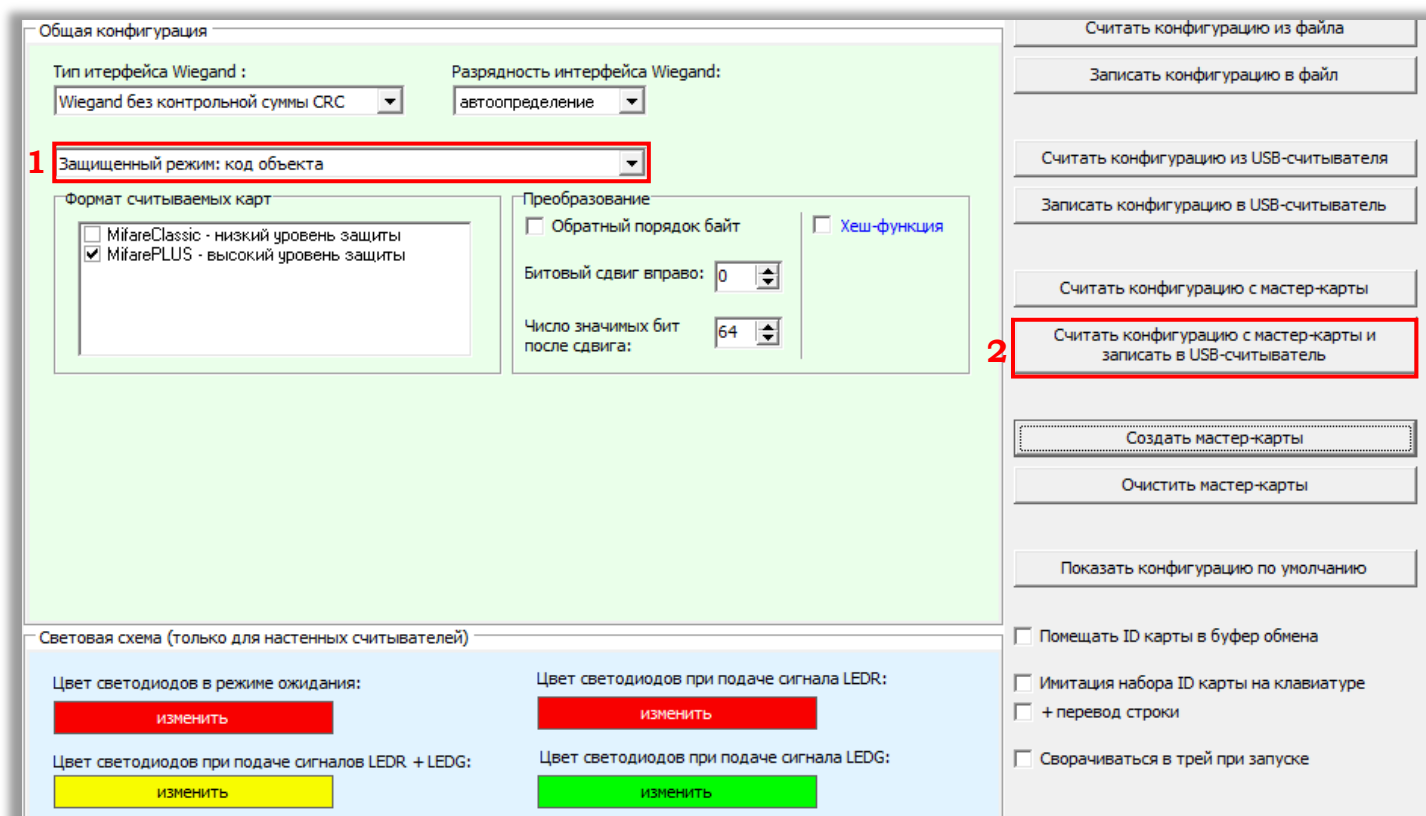 Общая конфигурация
Тип итерфейса Wiegand :
Разрядность интерфейса Wiegand:
Wiegand без контрольной суммы CRC
автоопределение
1
Защищенный режим: код объекта
Формат считываемых карт
MifareClassic - низкий уровень защиты
MifarePLUS - высокий уровень защиты
Преобразование
Обратный порядок байт
Хеш-функция
Битовый сдвиг вправо:
0
Число значимых бит
после сдвига:
64
Световая схема (только для настенных считывателей)
Цвет светодиодов в режиме ожидания:
изменить
Цвет светодиодов при подаче сигнала LEDR:
изменить
Цвет светодиодов при подаче сигналов LEDR + LEDG:
изменить
Цвет светодиодов при подаче сигнала LEDG:
изменить
Считать конфигурацию из файла
Записать конфигурацию в файл
Считать конфигурацию из USB-считывателя
Записать конфигурацию в USB-считыватель
Считать конфигурацию с мастер-карты
2
Считать конфигурацию с мастер-карты и
записать в USB-считыватель
Создать мастер-карты
Очистить мастер-карты
Показать конфигурацию по умолчанию
Помещать ID карты в буфер обмена
Имитация набора ID карты на клавиатуре
+ перевод строки
Сворачиваться в трей при запуске